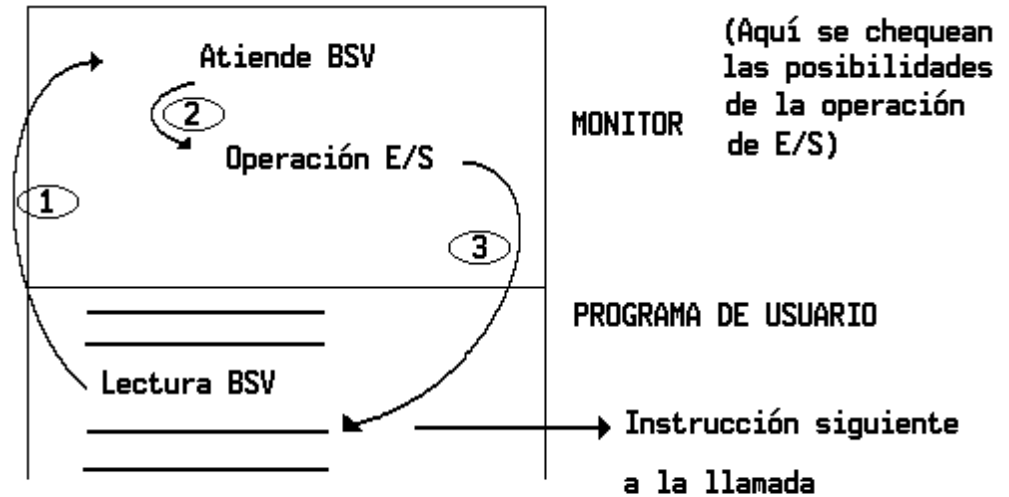 Atiende BSV
2
Operación E/S
1
3
MONITOR
(Aquí se chequean
las posibilidades
de la operación
de E/S)
PROGRAMA DE USUARIO
Lectura BSV
Instrucción siguiente
a la llamada